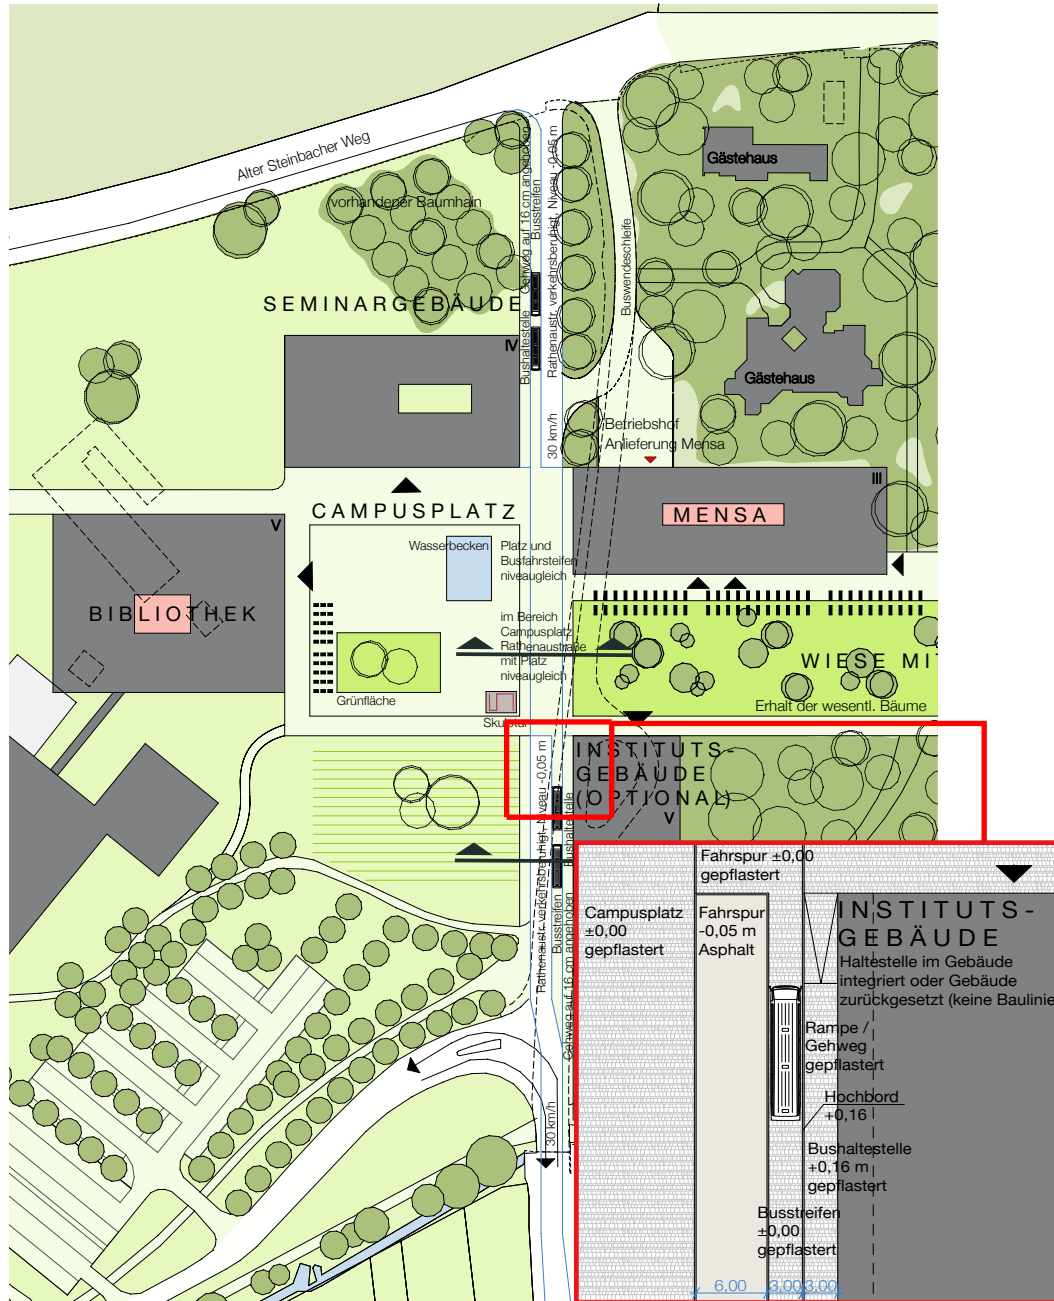 Alter Steinbacher Weg
vorhandener Baumhain
Gehweg auf 16 cm angehoben
Busstreifen
Rathenaustr. verkehrsberuhigt, Niveau -0,05 m
Buswendeschleife
Gästehaus
Gästehaus
SEMINARGEBÄUDE
IV
Bushaltestelle
30 km/h
Betriebshof
Anlieferung Mensa
III
CAMPUSPLATZ
MENSA
V
Wasserbecken
Platz und
Busfahrsteifen
niveaugleich
BIBLIOTHEK
im Bereich
Campusplatz
Rathenaustraße
mit Platz
niveaugleich
WIESE MIT
Grünfläche
Erhalt der wesentl. Bäume
Skulptur
INSTITUTS-
GEBÄUDE
(OPTIONAL)
V
Rathenaustr. verkehrsberuhigt, Niveau -0,05 m
Bushaltestelle
Busstreifen
Gehweg auf 16 cm angehoben
30 km/h
Fahrspur ±0,00
gepflastert
Campusplatz
±0,00
gepflastert
Fahrspur
-0,05 m
Asphalt
INSTITUTS-
GEBÄUDE
Haltestelle im Gebäude
integriert oder Gebäude
zurückgesetzt (keine Baulinie
Rampe /
Gehweg
gepflastert
Hochbord
+0,16
Bushaltestelle
+0,16 m
gepflastert
Busstreifen
±0,00
gepflastert
6,00
3,00
3,00